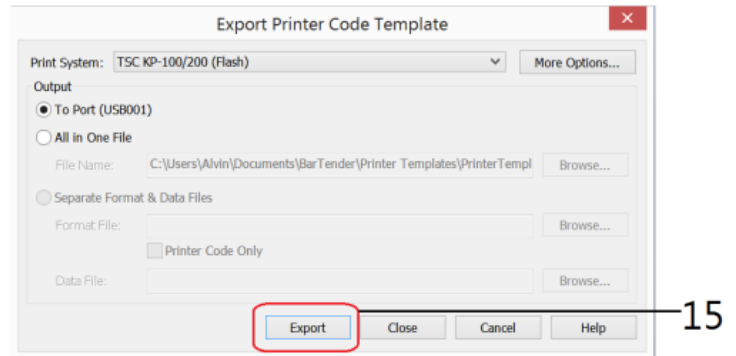 Export Printer Code Template
Print System: TSC KP-100/200 (Flash) More Options...
Output
To Port (USB001)
All in One File
File Name: C:\Users\Alvin\Documents\BarTender\Printer Templates\PrinterTempl Browse...
Separate Format & Data Files
Format File: Browse...
Printer Code Only
Data File: Browse...
Export Close Cancel Help
15